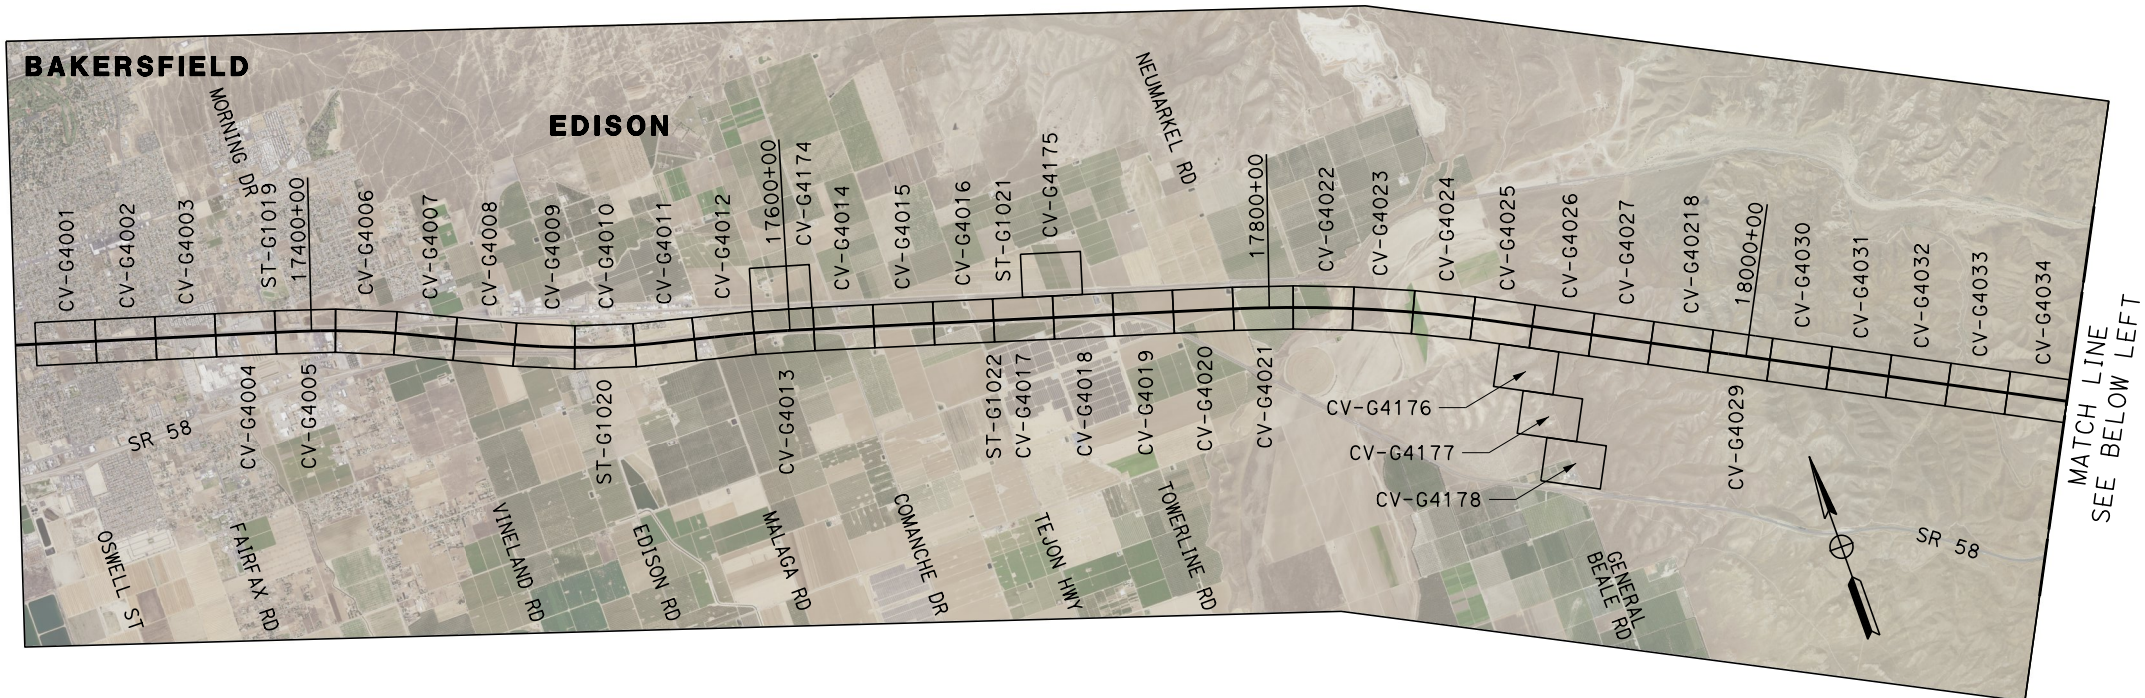 BAKERSFIELD
EDISON
MORNING DR
NEUMARKEL RD
CV-G4001
CV-G4002
CV-G4003
ST-G1019
17400+00
CV-G4006
CV-G4007
CV-G4008
CV-G4009
CV-G4010
CV-G4011
CV-G4012
17600+00
CV-G4174
CV-G4014
CV-G4015
CV-G4016
ST-G1021
CV-G4175
17800+00
CV-G4022
CV-G4023
CV-G4024
CV-G4025
CV-G4026
CV-G4027
CV-G40218
18000+00
CV-G4030
CV-G4031
CV-G4032
CV-G4033
CV-G4034
MATCH LINE
SEE BELOW LEFT
SR 58
CV-G4004
CV-G4005
ST-G1020
CV-G4013
ST-G1022
CV-G4017
CV-G4018
CV-G4019
CV-G4020
CV-G4021
CV-G4176
CV-G4177
CV-G4178
CV-G4029
OSWELL ST
FAIRFAX RD
VINELAND RD
EDISON RD
MALAGA RD
COMANCHE DR
TEJON HWY
TOWERLINE RD
GENERAL
BEALE RD
SR 58